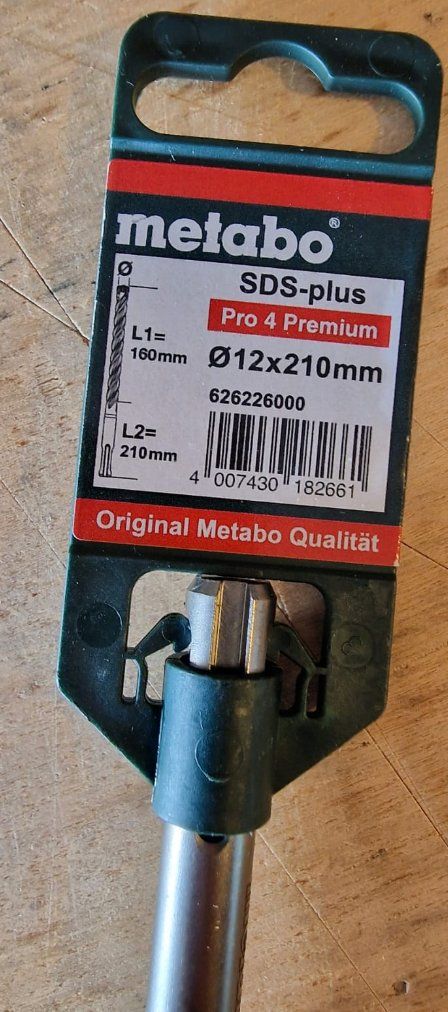 metabo®
SDS-plus
Pro 4 Premium
Ø
L1=
160mm
Ø12x210mm
626226000
L2=
210mm
4 007430 182661
Original Metabo Qualität